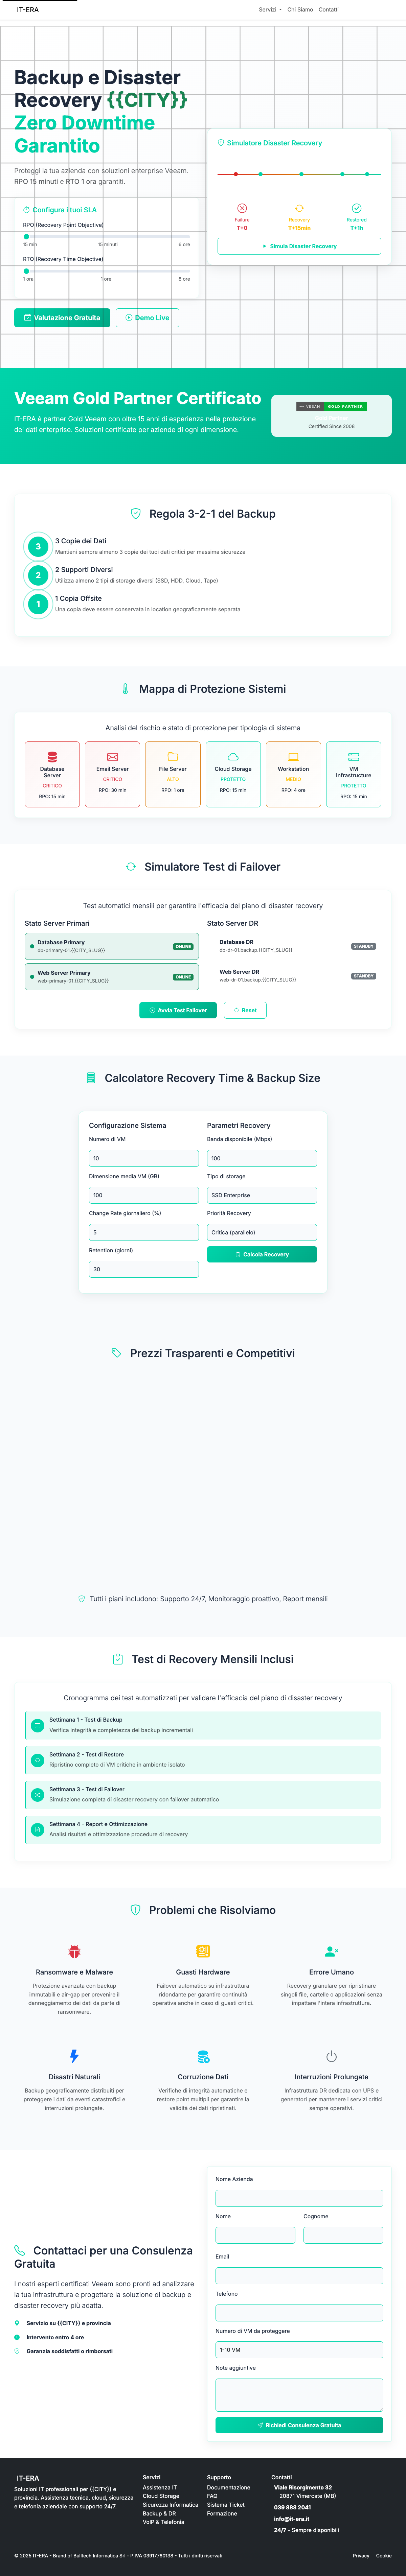 IT-ERA
Servizi
Chi Siamo
Contatti
Backup e Disaster
Recovery {{CITY}}
Zero Downtime
Garantito
Proteggi la tua azienda con soluzioni enterprise Veeam.
RPO 15 minuti e RTO 1 ora garantiti.
Configura i tuoi SLA
RPO (Recovery Point Objective)
15 min 15 minuti 6 ore
RTO (Recovery Time Objective)
1 ora 1 ore 8 ore
Valutazione Gratuita
Demo Live
Simulatore Disaster Recovery
Failure
T+0
Recovery
T+15min
Restored
T+1h
Simula Disaster Recovery
Veeam Gold Partner Certificato
IT-ERA è partner Gold Veeam con oltre 15 anni di esperienza nella protezione
dei dati enterprise. Soluzioni certificate per aziende di ogni dimensione.
VEEAM GOLD PARTNER
Certified Since 2008
Regola 3-2-1 del Backup
3
3 Copie dei Dati
Mantieni sempre almeno 3 copie dei tuoi dati critici per massima sicurezza
2
2 Supporti Diversi
Utilizza almeno 2 tipi di storage diversi (SSD, HDD, Cloud, Tape)
1
1 Copia Offsite
Una copia deve essere conservata in location geograficamente separata
Mappa di Protezione Sistemi
Analisi del rischio e stato di protezione per tipologia di sistema
Database
Server
CRITICO
RPO: 15 min
Email Server
CRITICO
RPO: 30 min
File Server
ALTO
RPO: 1 ora
Cloud Storage
PROTETTO
RPO: 15 min
Workstation
MEDIO
RPO: 4 ore
VM
Infrastructure
PROTETTO
RPO: 15 min
Simulatore Test di Failover
Test automatici mensili per garantire l'efficacia del piano di disaster recovery
Stato Server Primari
Database Primary
db-primary-01.{{CITY_SLUG}}
ONLINE
Web Server Primary
web-primary-01.{{CITY_SLUG}}
ONLINE
Stato Server DR
Database DR
db-dr-01.backup.{{CITY_SLUG}}
STANDBY
Web Server DR
web-dr-01.backup.{{CITY_SLUG}}
STANDBY
Avvia Test Failover
Reset
Calcolatore Recovery Time & Backup Size
Configurazione Sistema
Numero di VM
10
Dimensione media VM (GB)
100
Change Rate giornaliero (%)
5
Retention (giorni)
30
Parametri Recovery
Banda disponibile (Mbps)
100
Tipo di storage
SSD Enterprise
Priorità Recovery
Critica (parallelo)
Calcola Recovery
Prezzi Trasparenti e Competitivi
Tutti i piani includono: Supporto 24/7, Monitoraggio proattivo, Report mensili
Test di Recovery Mensili Inclusi
Cronogramma dei test automatizzati per validare l'efficacia del piano di disaster recovery
Settimana 1 - Test di Backup
Verifica integrità e completezza dei backup incrementali
Settimana 2 - Test di Restore
Ripristino completo di VM critiche in ambiente isolato
Settimana 3 - Test di Failover
Simulazione completa di disaster recovery con failover automatico
Settimana 4 - Report e Ottimizzazione
Analisi risultati e ottimizzazione procedure di recovery
Problemi che Risolviamo
Ransomware e Malware
Protezione avanzata con backup
immutabili e air-gap per prevenire il
danneggiamento dei dati da parte di
ransomware.
Guasti Hardware
Failover automatico su infrastruttura
ridondante per garantire continuità
operativa anche in caso di guasti critici.
Errore Umano
Recovery granulare per ripristinare
singoli file, cartelle o applicazioni senza
impattare l'intera infrastruttura.
Disastri Naturali
Backup geograficamente distribuiti per
proteggere i dati da eventi catastrofici e
interruzioni prolungate.
Corruzione Dati
Verifiche di integrità automatiche e
restore point multipli per garantire la
validità dei dati ripristinati.
Interruzioni Prolungate
Infrastruttura DR dedicata con UPS e
generatori per mantenere i servizi critici
sempre operativi.
Contattaci per una Consulenza
Gratuita
I nostri esperti certificati Veeam sono pronti ad analizzare
la tua infrastruttura e progettare la soluzione di backup e
disaster recovery più adatta.
Servizio su {{CITY}} e provincia
Intervento entro 4 ore
Garanzia soddisfatti o rimborsati
Nome Azienda
Nome
Cognome
Email
Telefono
Numero di VM da proteggere
1-10 VM
Note aggiuntive
Richiedi Consulenza Gratuita
IT-ERA
Soluzioni IT professionali per {{CITY}} e
provincia. Assistenza tecnica, cloud, sicurezza
e telefonia aziendale con supporto 24/7.
Servizi
Assistenza IT
Cloud Storage
Sicurezza Informatica
Backup & DR
VoIP & Telefonia
Supporto
Documentazione
FAQ
Sistema Ticket
Formazione
Contatti
Viale Risorgimento 32
20871 Vimercate (MB)
039 888 2041
info@it-era.it
24/7 - Sempre disponibili
© 2025 IT-ERA - Brand of Bulltech Informatica Srl - P.IVA 03917760138 - Tutti i diritti riservati
Privacy
Cookie